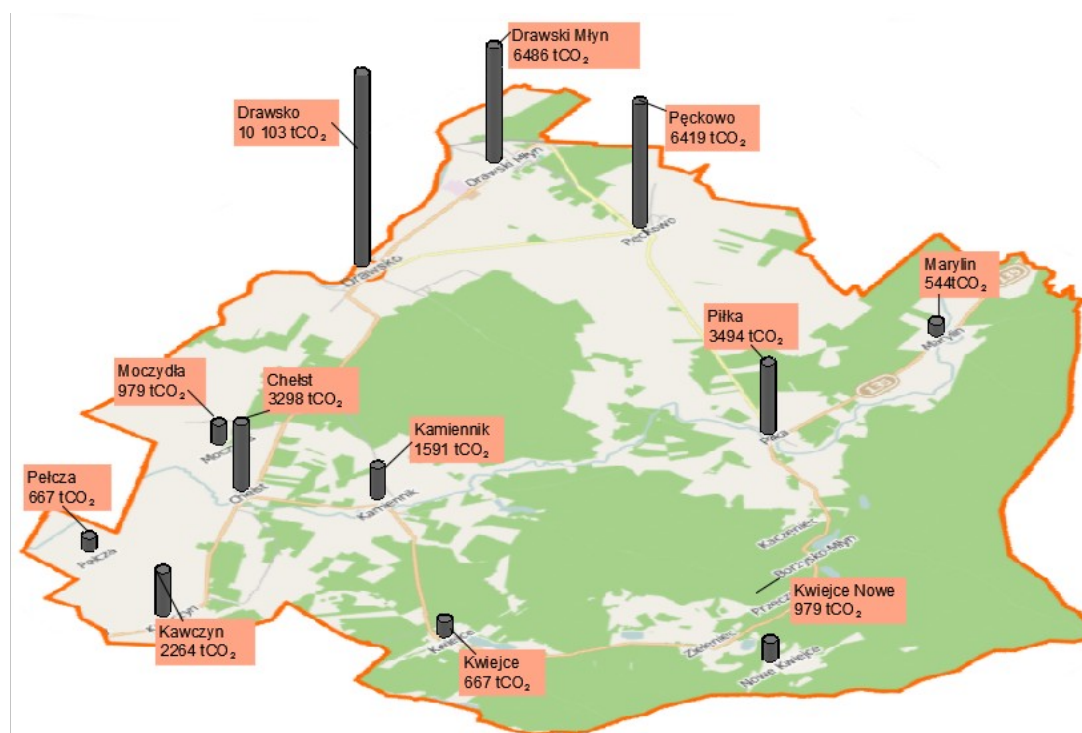 Drawski Młyn
6486 tCO₂
Drawsko
10 103 tCO₂
Pęckowo
6419 tCO₂
Drawski Młyn
Pęckowo
Drawsko
Marylin
544tCO₂
Marylin
Piłka
3494 tCO₂
133
Moczydła
979 tCO₂
Chełst
3298 tCO₂
Kamiennik
1591 tCO₂
Chełst
Kamiennik
Pełcza
667 tCO₂
Pełcza
Kaczeniec
Borzysko-Młyn
Kwiejce Nowe
979 tCO₂
Kawczyn
2264 tCO₂
Kwiejce
Kwiejce
667 tCO₂
Zieleniec
Nowe Kwiejce